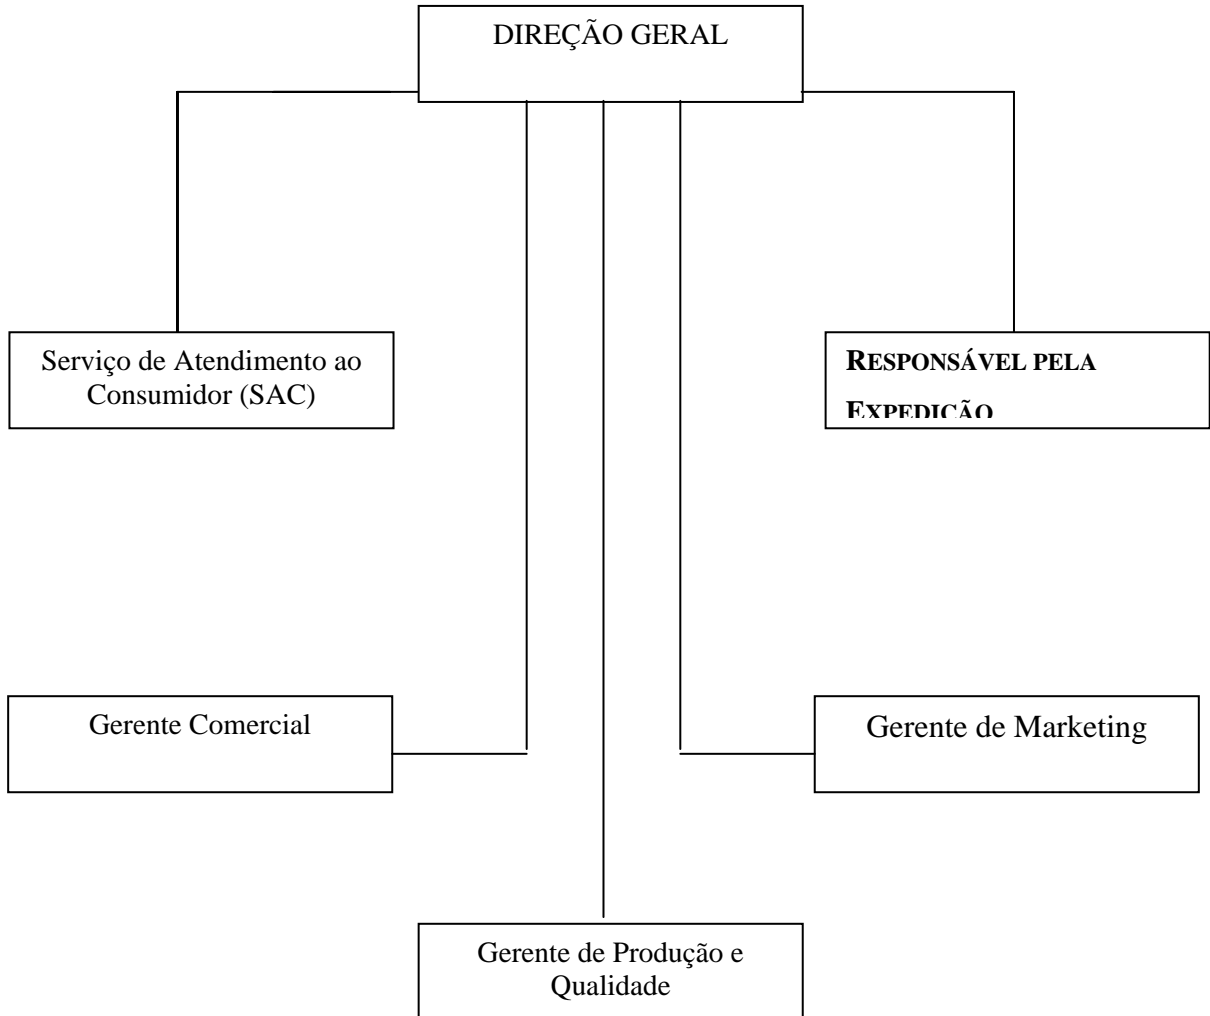 DIREÇÃO GERAL
Serviço de Atendimento ao
Consumidor (SAC)
RESPONSÁVEL PELA
EXPEDIÇÃO
Gerente Comercial
Gerente de Marketing
Gerente de Produção e
Qualidade